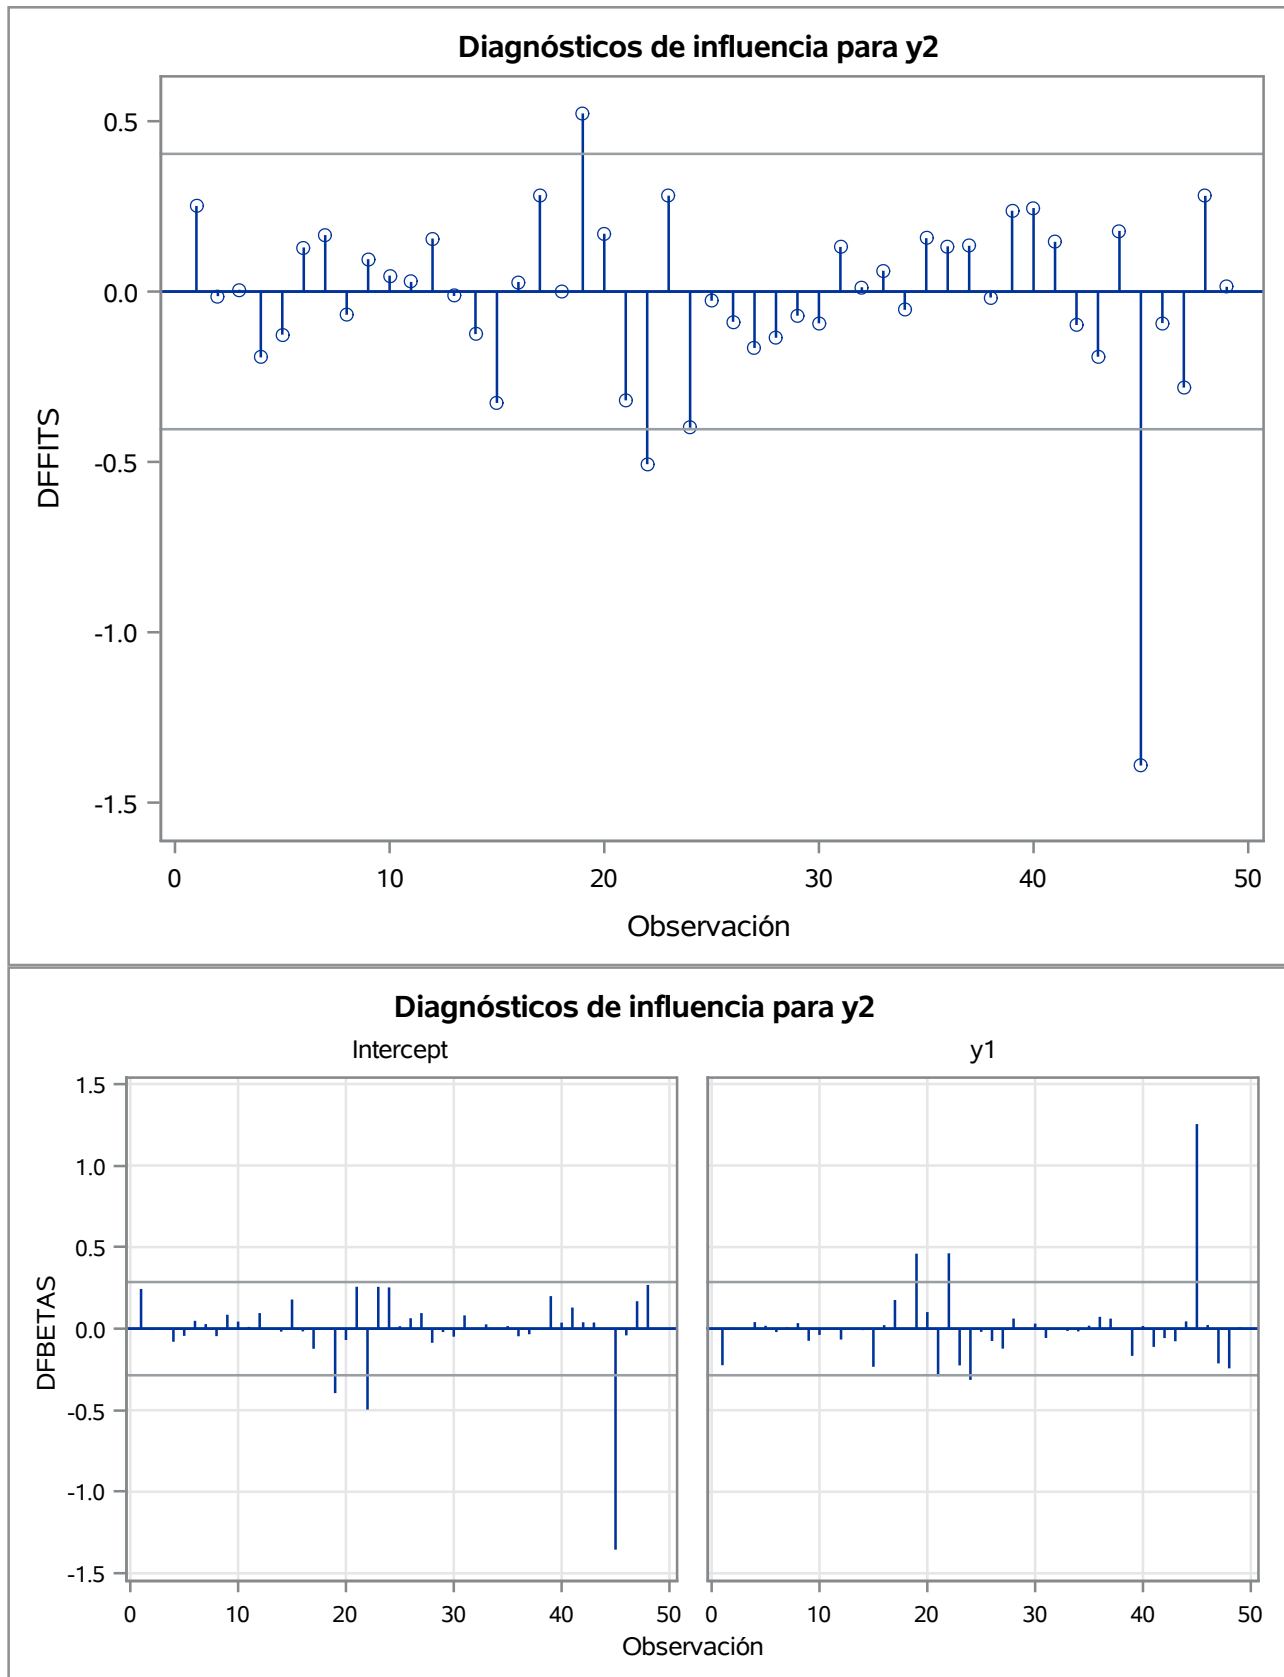 Diagnósticos de influencia para y2
DFFITS
0.5
0.0
-0.5
-1.0
-1.5
0 10 20 30 40 50
Observación
Diagnósticos de influencia para y2
Intercept y1
DFBETAS
1.5
1.0
0.5
0.0
-0.5
-1.0
-1.5
0 10 20 30 40 50 0 10 20 30 40 50
Observación